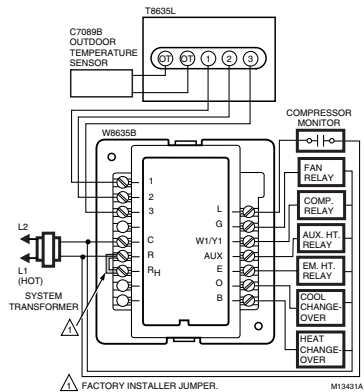 T8635L
C7089B
OUTDOOR
TEMPERATURE
SENSOR
OT OT 1 2 3
COMPRESSOR
MONITOR
W8635B
FAN
RELAY
COMP.
RELAY
AUX. HT.
RELAY
EM. HT.
RELAY
COOL
CHANGE-
OVER
HEAT
CHANGE-
OVER
1
2
3
C
R
RH
L
G
W1/Y1
AUX
E
O
B
L2
L1
(HOT)
SYSTEM
TRANSFORMER
1
1 FACTORY INSTALLER JUMPER.
M13431A